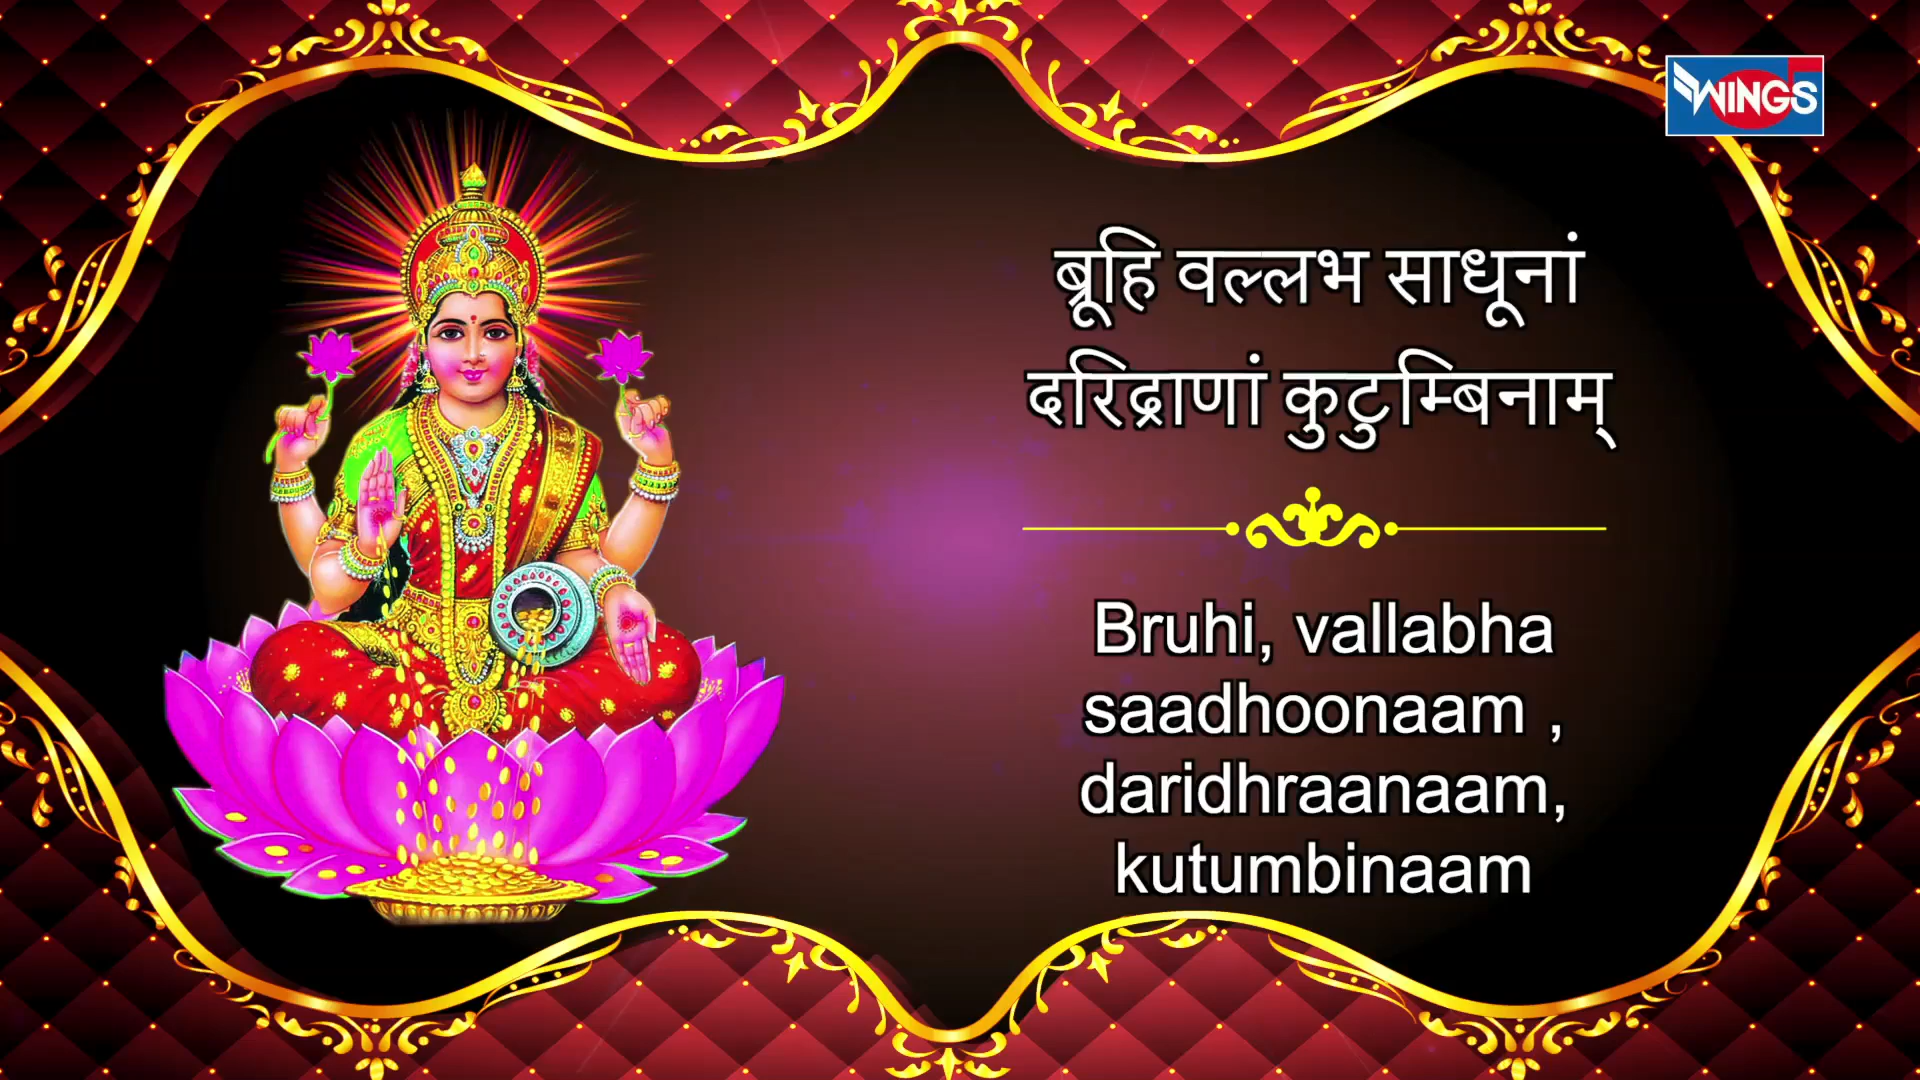 WINGS
ब्रूहि वल्लभ साधूनां
दरिद्राणां कुटुम्बिनाम्
Bruhi, vallabha
saadhoonaam ,
daridhraanaam,
kutumbinaam